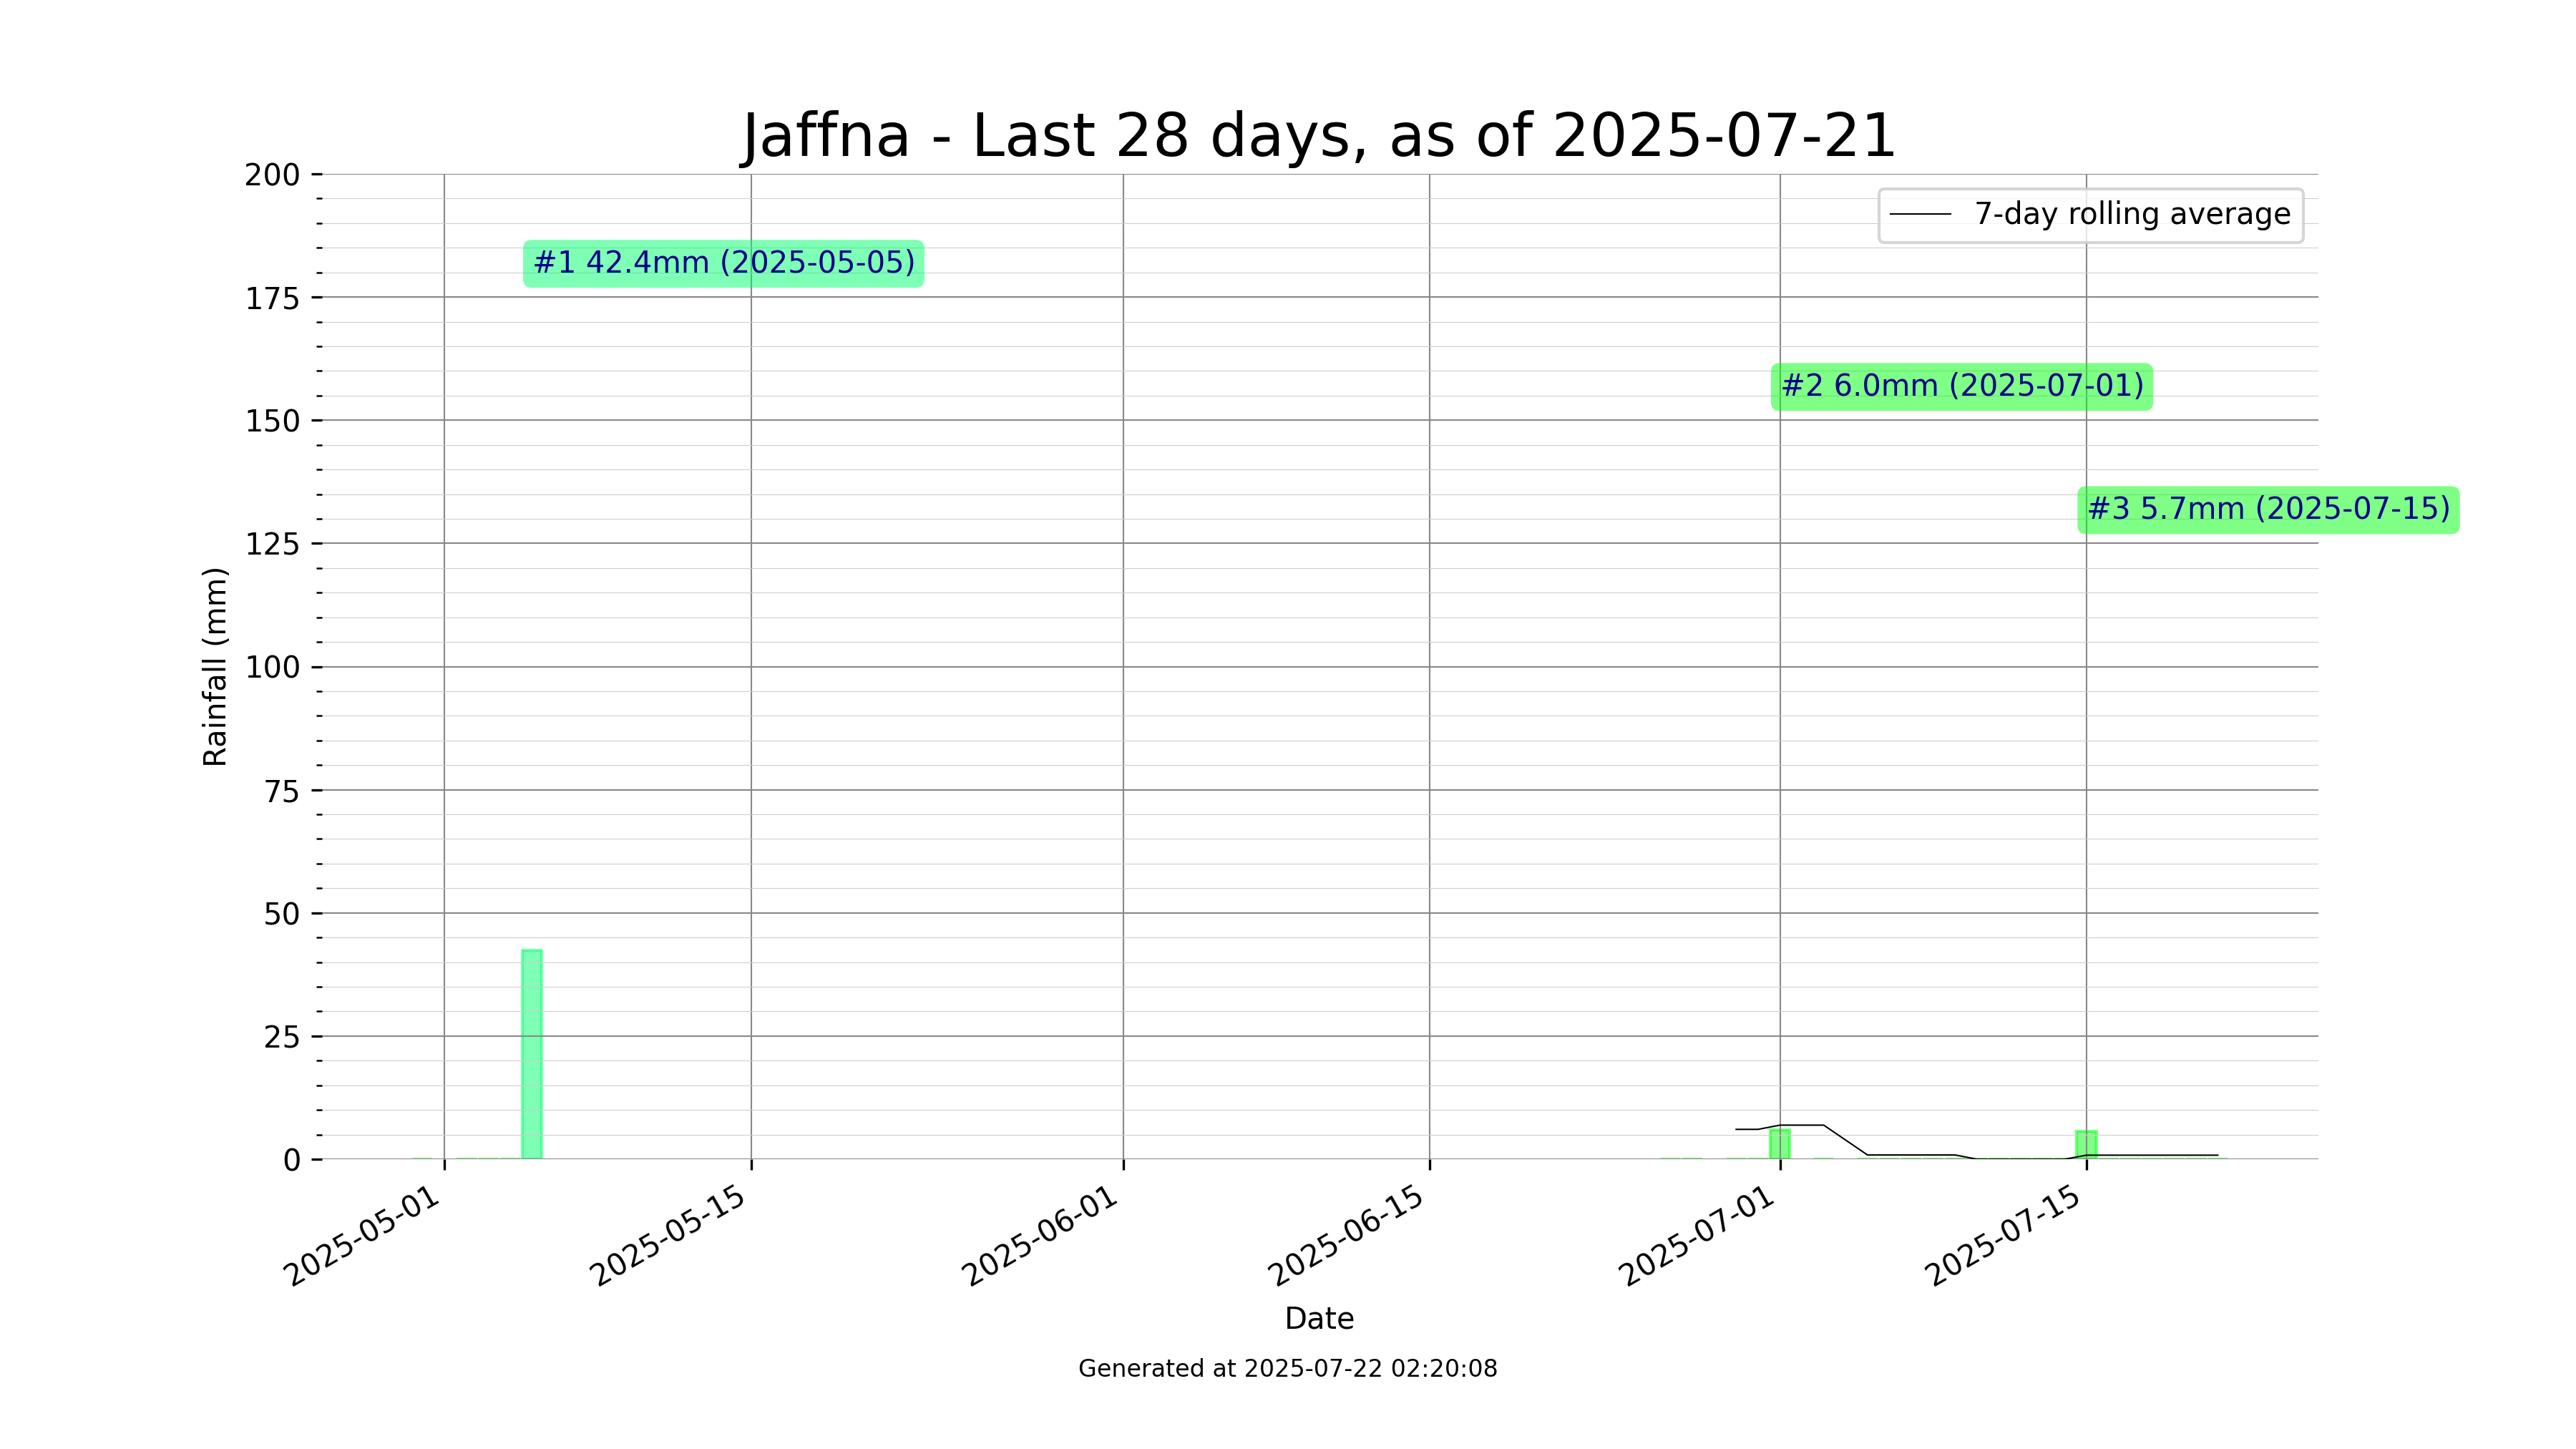 Jaffna - Last 28 days, as of 2025-07-21
200
175
150
125
100
75
50
25
0
Rainfall (mm)
7-day rolling average
#1 42.4mm (2025-05-05)
#2 6.0mm (2025-07-01)
#3 5.7mm (2025-07-15)
2025-05-01
2025-05-15
2025-06-01
2025-06-15
2025-07-01
2025-07-15
Date
Generated at 2025-07-22 02:20:08